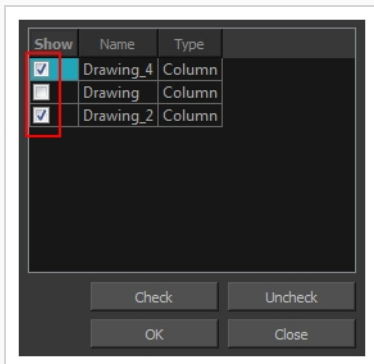 Show Name Type
Drawing_4 Column
Drawing Column
Drawing_2 Column
Check Uncheck
OK Close